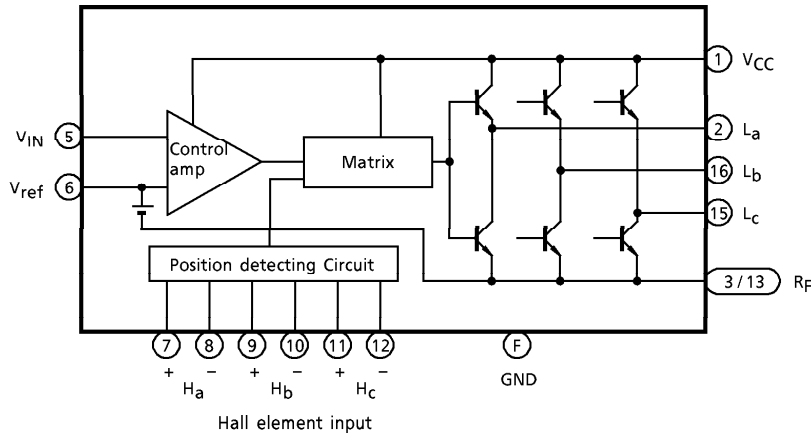 1 VCC
VIN 5
Control amp
Matrix
2 La
Vref 6
16 Lb
15 Lc
Position detecting Circuit
3 / 13 RF
7 8 9 10 11 12 F
+ − + − + −
Ha Hb Hc
GND
Hall element input